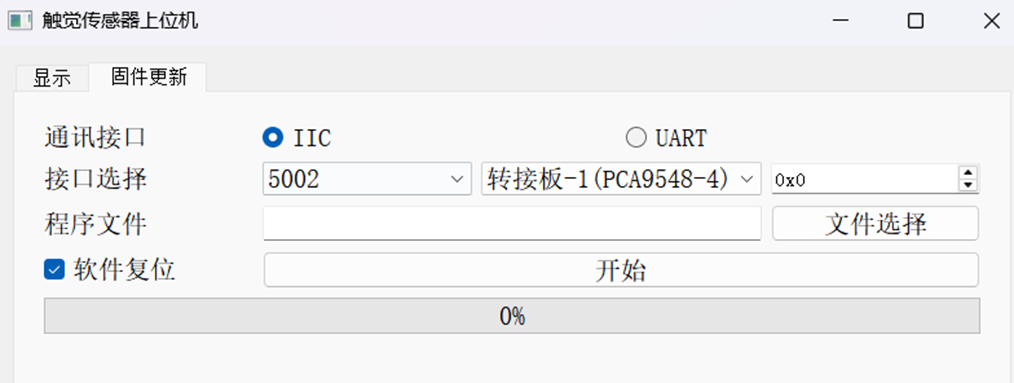 触觉传感器上位机
显示 固件更新
通讯接口 IIC UART
接口选择 5002 转接板-1(PCA9548-4) 0x0
程序文件 文件选择
软件复位 开始
0%